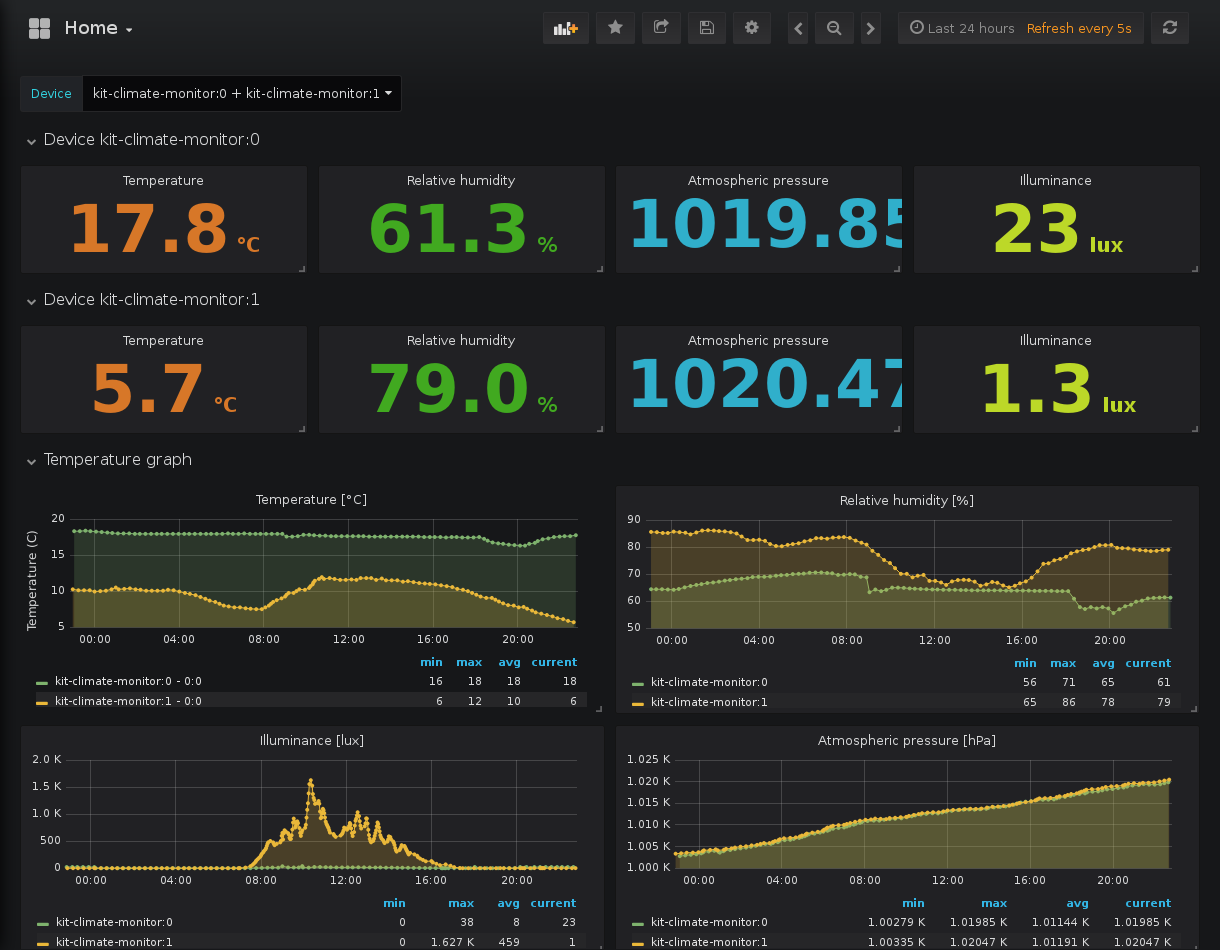 Home
Last 24 hours Refresh every 5s
Device kit-climate-monitor:0 + kit-climate-monitor:1
Device kit-climate-monitor:0
Temperature Relative humidity Atmospheric pressure Illuminance
17.8 °C 61.3 % 1019.85 23 lux
Device kit-climate-monitor:1
Temperature Relative humidity Atmospheric pressure Illuminance
5.7 °C 79.0 % 1020.47 1.3 lux
Temperature graph
Temperature [°C]
Temperature (C)
20
15
10
5
00:00 04:00 08:00 12:00 16:00 20:00
min max avg current
kit-climate-monitor:0 - 0:0 16 18 18 18
kit-climate-monitor:1 - 0:0 6 12 10 6
Relative humidity [%]
90
80
70
60
50
00:00 04:00 08:00 12:00 16:00 20:00
min max avg current
kit-climate-monitor:0 56 71 65 61
kit-climate-monitor:1 65 86 78 79
Illuminance [lux]
2.0 K
1.5 K
1.0 K
500
0
00:00 04:00 08:00 12:00 16:00 20:00
min max avg current
kit-climate-monitor:0 0 38 8 23
kit-climate-monitor:1 0 1.627 K 459 1
Atmospheric pressure [hPa]
1.025 K
1.020 K
1.015 K
1.010 K
1.005 K
1.000 K
00:00 04:00 08:00 12:00 16:00 20:00
min max avg current
kit-climate-monitor:0 1.00279 K 1.01985 K 1.01144 K 1.01985 K
kit-climate-monitor:1 1.00335 K 1.02047 K 1.01191 K 1.02047 K